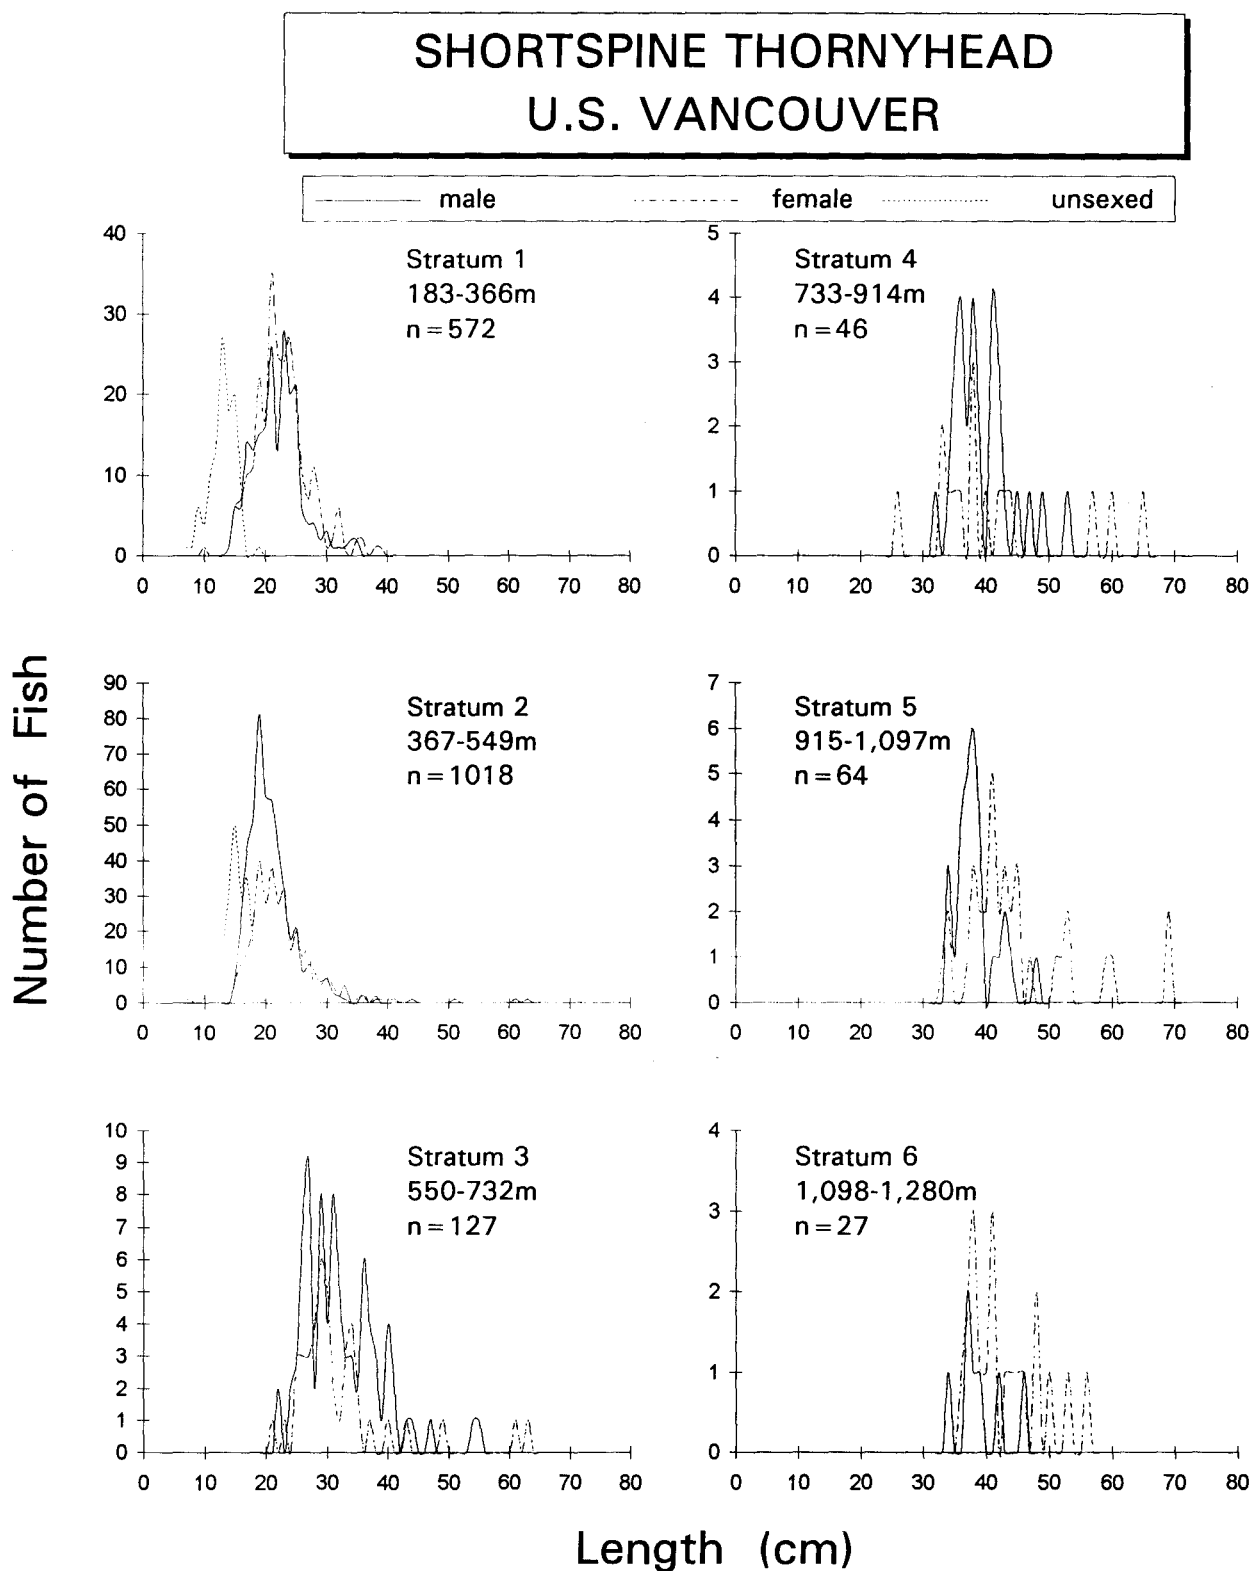 SHORTSPINE THORNYHEAD
U.S. VANCOUVER
male female unsexed
Number of Fish
40
30
20
10
0
0 10 20 30 40 50 60 70 80
Stratum 1
183-366m
n=572
5
4
3
2
1
0
0 10 20 30 40 50 60 70 80
Stratum 4
733-914m
n=46
90
80
70
60
50
40
30
20
10
0
0 10 20 30 40 50 60 70 80
Stratum 2
367-549m
n=1018
7
6
5
4
3
2
1
0
0 10 20 30 40 50 60 70 80
Stratum 5
915-1,097m
n=64
10
9
8
7
6
5
4
3
2
1
0
0 10 20 30 40 50 60 70 80
Stratum 3
550-732m
n=127
4
3
2
1
0
0 10 20 30 40 50 60 70 80
Stratum 6
1,098-1,280m
n=27
Length (cm)